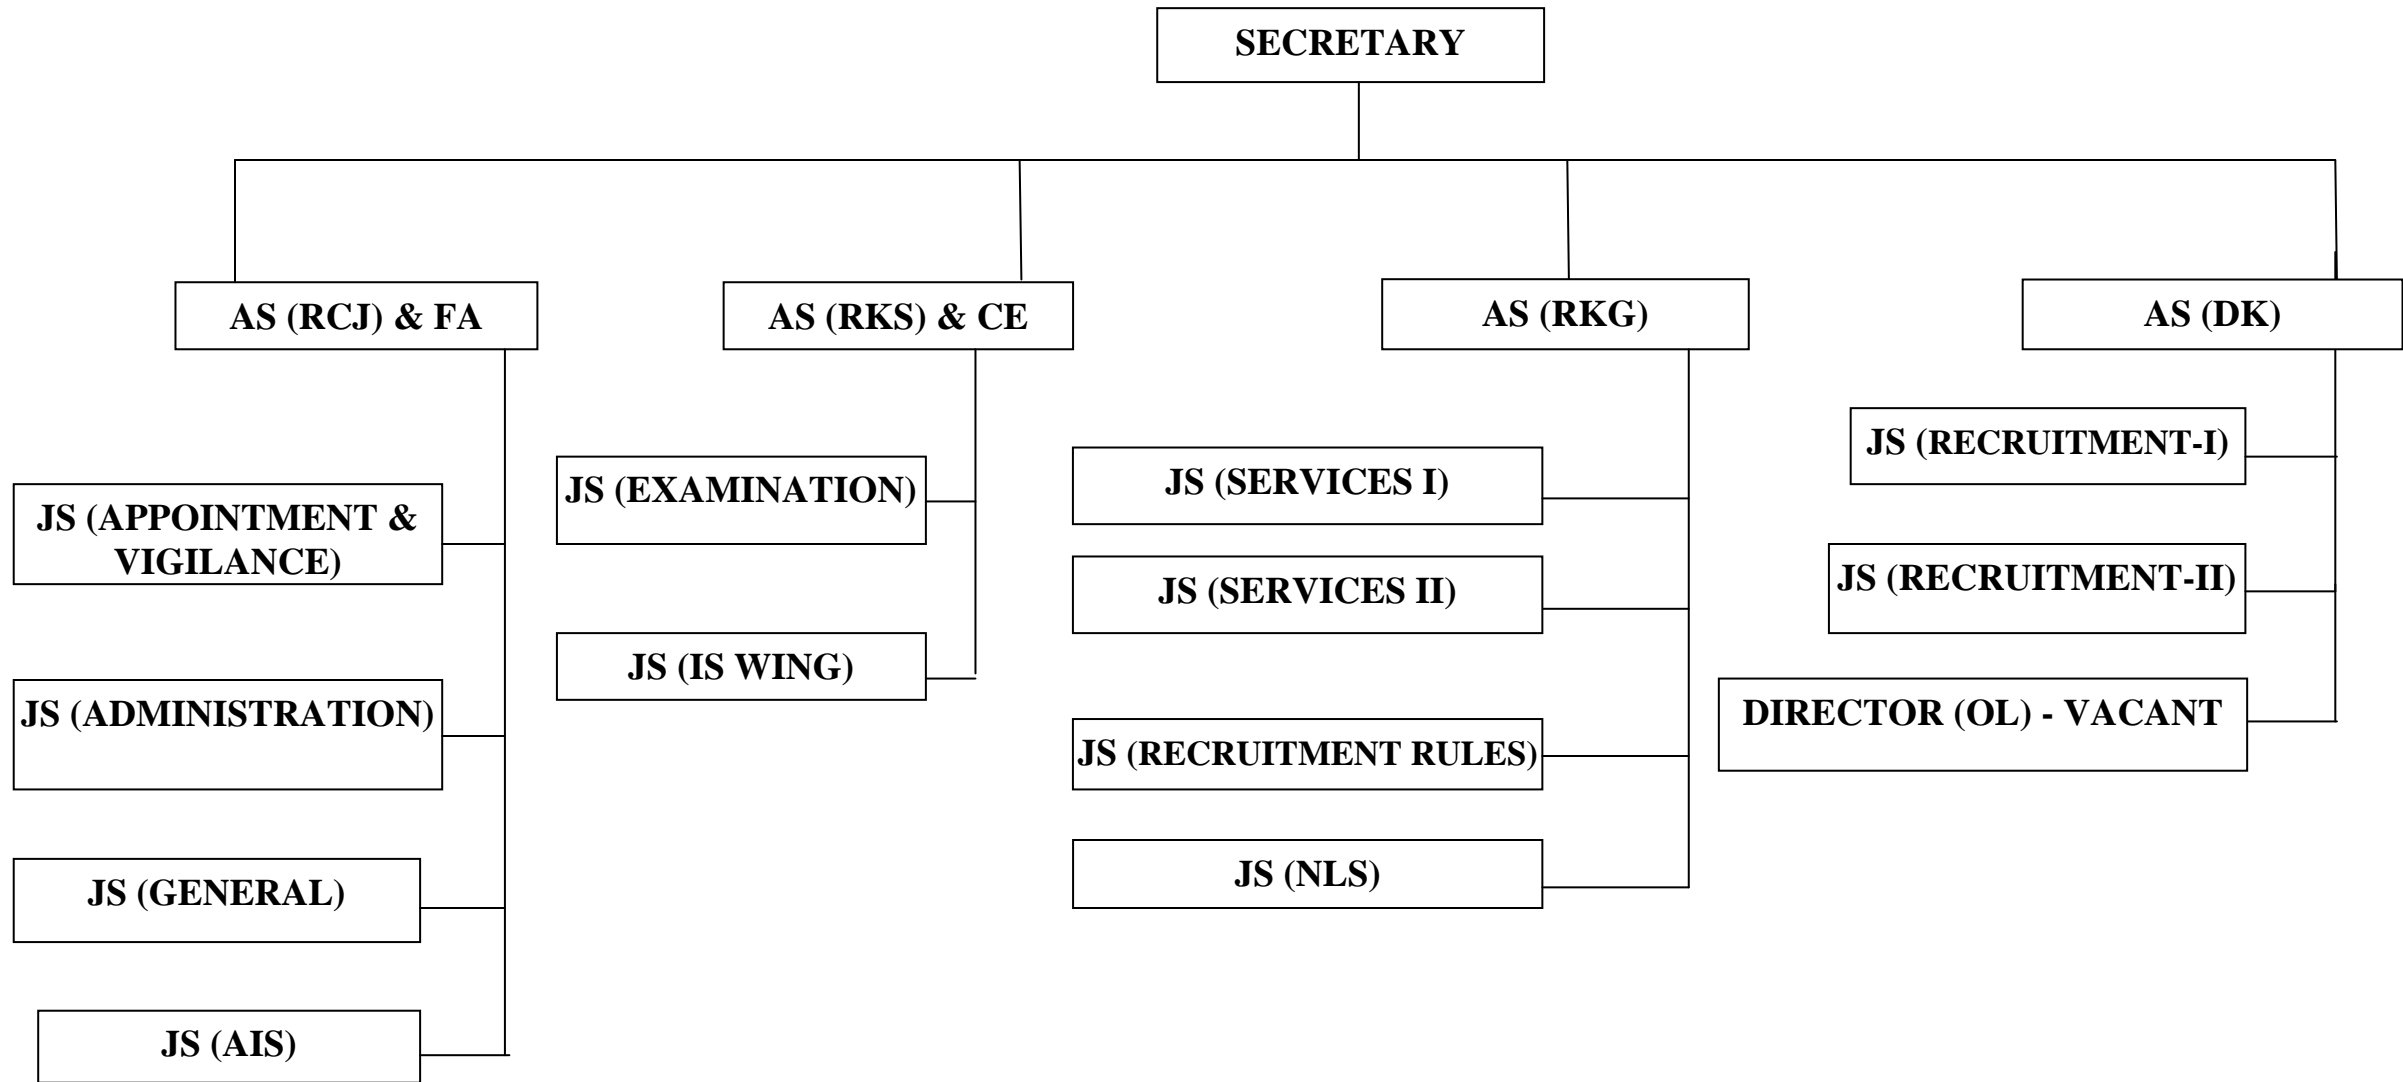 SECRETARY
AS (RCJ) & FA
AS (RKS) & CE
AS (RKG)
AS (DK)
JS (APPOINTMENT &
VIGILANCE)
JS (ADMINISTRATION)
JS (GENERAL)
JS (AIS)
JS (EXAMINATION)
JS (IS WING)
JS (SERVICES I)
JS (SERVICES II)
JS (RECRUITMENT RULES)
JS (NLS)
JS (RECRUITMENT-I)
JS (RECRUITMENT-II)
DIRECTOR (OL) - VACANT